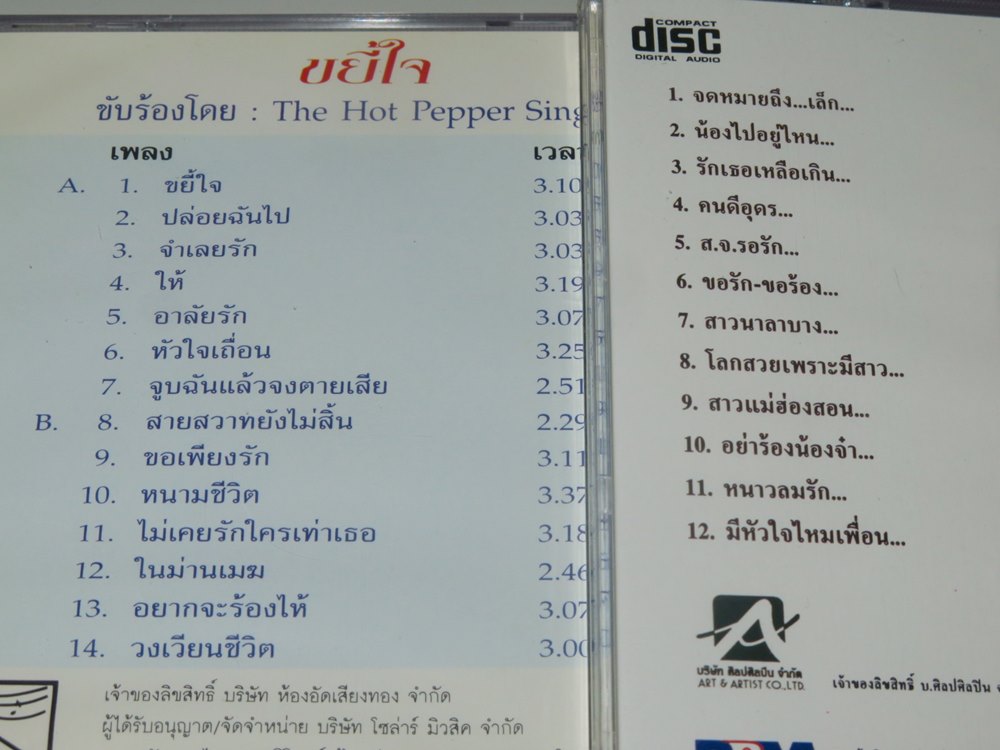 ขยี้ใจ
ขับร้องโดย : The Hot Pepper Sing
เพลง เวลา
A. 1. ขยี้ใจ 3.10
2. ปล่อยฉันไป 3.03
3. จำเลยรัก 3.03
4. ให้ 3.19
5. อาลัยรัก 3.07
6. หัวใจเถื่อน 3.25
7. จูบฉันแล้วจงตายเสีย 2.51
B. 8. สายสวาทยังไม่สิ้น 2.29
9. ขอเพียงรัก 3.11
10. หนามชีวิต 3.37
11. ไม่เคยรักใครเท่าเธอ 3.18
12. ในม่านเมฆ 2.46
13. อยากจะร้องไห้ 3.07
14. วงเวียนชีวิต 3.00
เจ้าของลิขสิทธิ์ บริษัท ห้องอัดเสียงทอง จำกัด
ผู้ได้รับอนุญาต/จัดจำหน่าย บริษัท โซล่าร์ มิวสิค จำกัด
COMPACT
disc
DIGITAL AUDIO
1. จดหมายถึง...เล็ก...
2. น้องไปอยู่ไหน...
3. รักเธอเหลือเกิน...
4. คนดีอุดร...
5. ส.จ.รอรัก...
6. ขอรัก-ขอร้อง...
7. สาวนาลาบาง...
8. โลกสวยเพราะมีสาว...
9. สาวแม่ฮ่องสอน...
10. อย่าร้องน้องจ๋า...
11. หนาวลมรัก...
12. มีหัวใจไหมเพื่อน...
บริษัท ศิลปศิลปิน จำกัด
ART & ARTIST CO.,LTD.
เจ้าของลิขสิทธิ์ บ.ศิลปศิลปิน